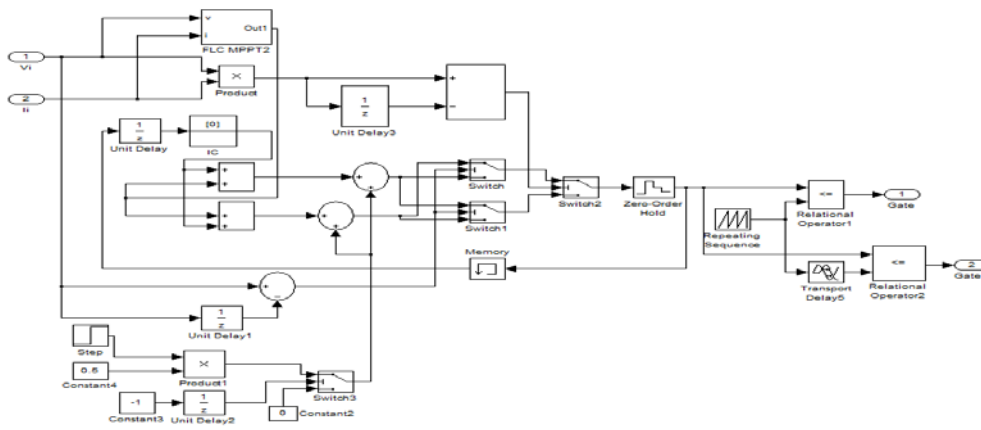 v
i
Out1
FLC MPPT2
1
Vi
2
Ii
×
Product
1
z
Unit Delay3
+
−
1
z
Unit Delay
[0]
IC
+
+
+
+
+
+
+
+
Switch
Switch1
Switch2
Zero-Order
Hold
Repeating
Sequence
<=
Relational
Operator1
1
Gate
Transport
Delay5
<=
Relational
Operator2
2
Gate
Memory
+
−
1
z
Unit Delay1
Step
0.5
Constant4
×
Product1
-1
Constant3
1
z
Unit Delay2
0
Constant2
Switch3